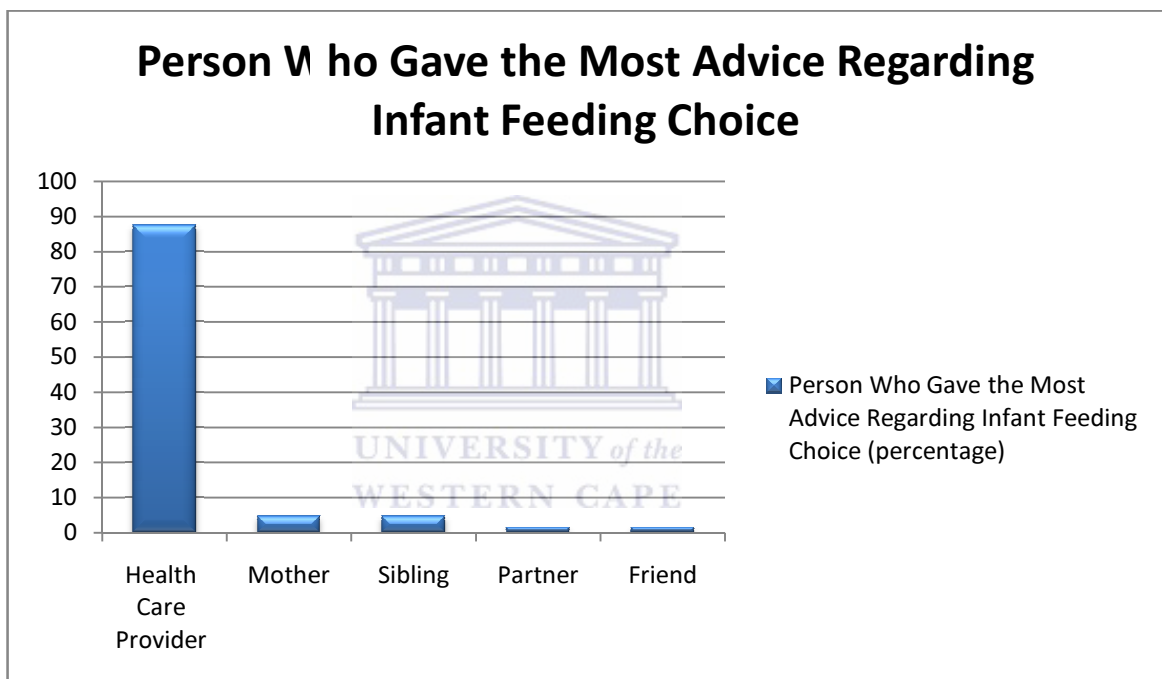 Person Who Gave the Most Advice Regarding
Infant Feeding Choice
100
90
80
70
60
50
40
30
20
10
0
Health
Care
Provider
Mother
Sibling
Partner
Friend
Person Who Gave the Most
Advice Regarding Infant Feeding
Choice (percentage)
UNIVERSITY of the
WESTERN CAPE